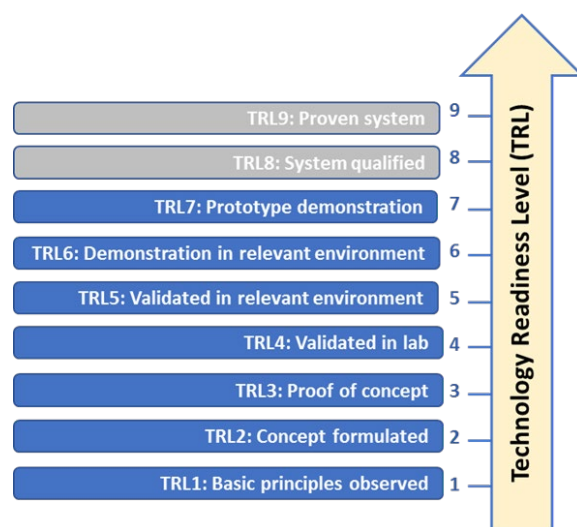 TRL9: Proven system
9
TRL8: System qualified
8
TRL7: Prototype demonstration
7
TRL6: Demonstration in relevant environment
6
TRL5: Validated in relevant environment
5
TRL4: Validated in lab
4
TRL3: Proof of concept
3
TRL2: Concept formulated
2
TRL1: Basic principles observed
1
Technology Readiness Level (TRL)